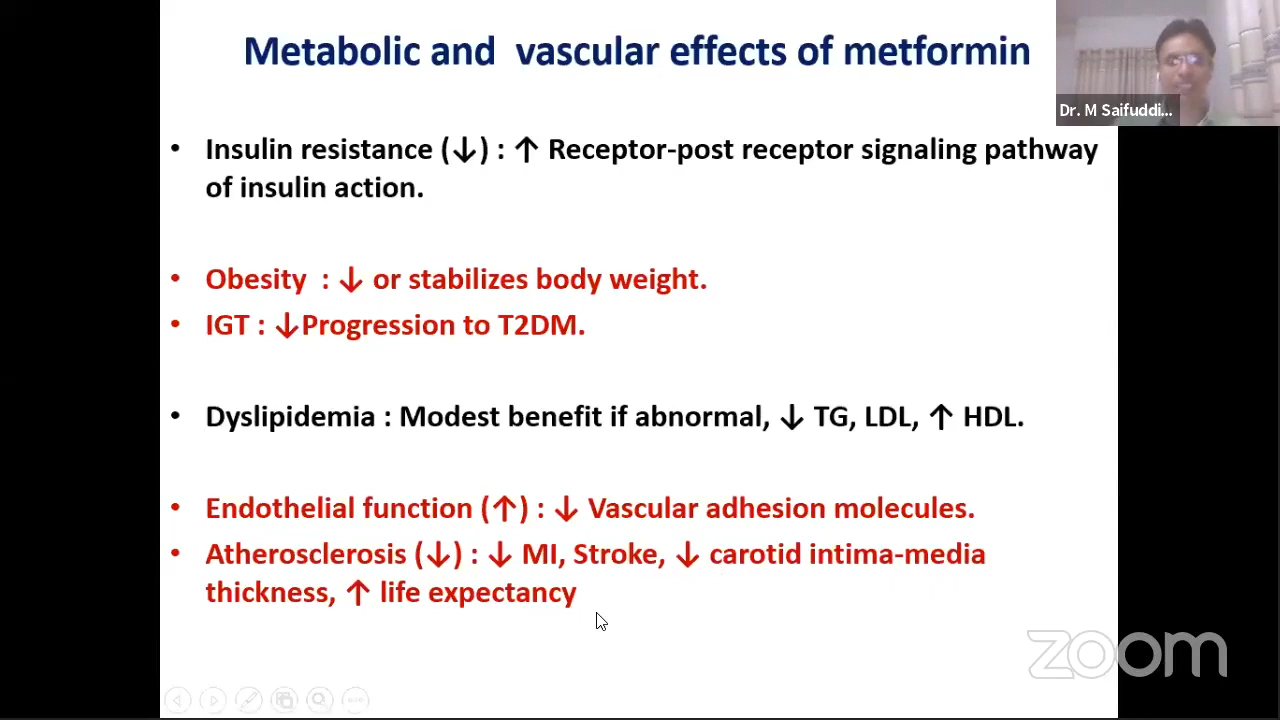 Metabolic and vascular effects of metformin
Dr. M Saifuddi...
• Insulin resistance (↓) : ↑ Receptor-post receptor signaling pathway
of insulin action.
• Obesity : ↓ or stabilizes body weight.
• IGT : ↓Progression to T2DM.
• Dyslipidemia : Modest benefit if abnormal, ↓ TG, LDL, ↑ HDL.
• Endothelial function (↑) : ↓ Vascular adhesion molecules.
• Atherosclerosis (↓) : ↓ MI, Stroke, ↓ carotid intima-media
thickness, ↑ life expectancy
zoom